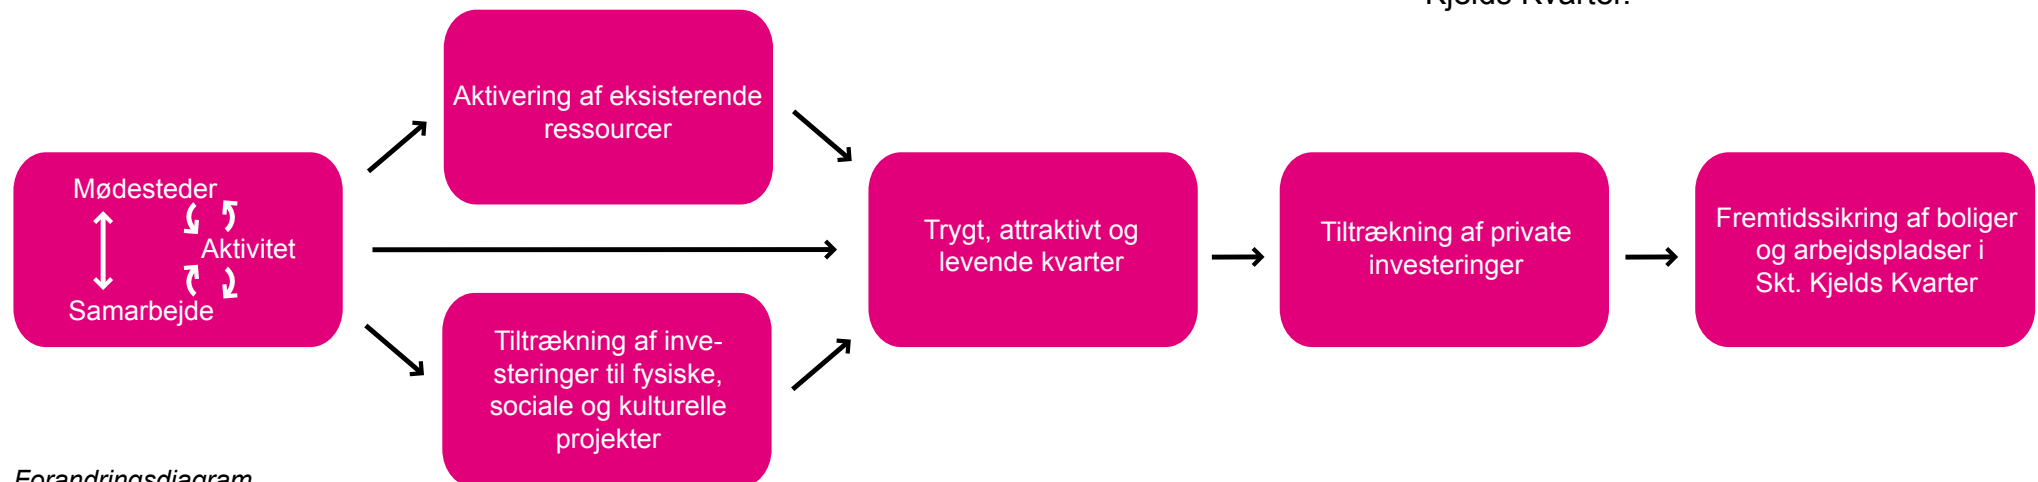 Kjelds Kvarter.
Aktivering af eksisterende
ressourcer
Mødesteder
Aktivitet
Samarbejde
Tiltrækning af inve-
steringer til fysiske,
sociale og kulturelle
projekter
Trygt, attraktivt og
levende kvarter
Tiltrækning af private
investeringer
Fremtidssikring af boliger
og arbejdspladser i
Skt. Kjelds Kvarter
Forandringsdiagram